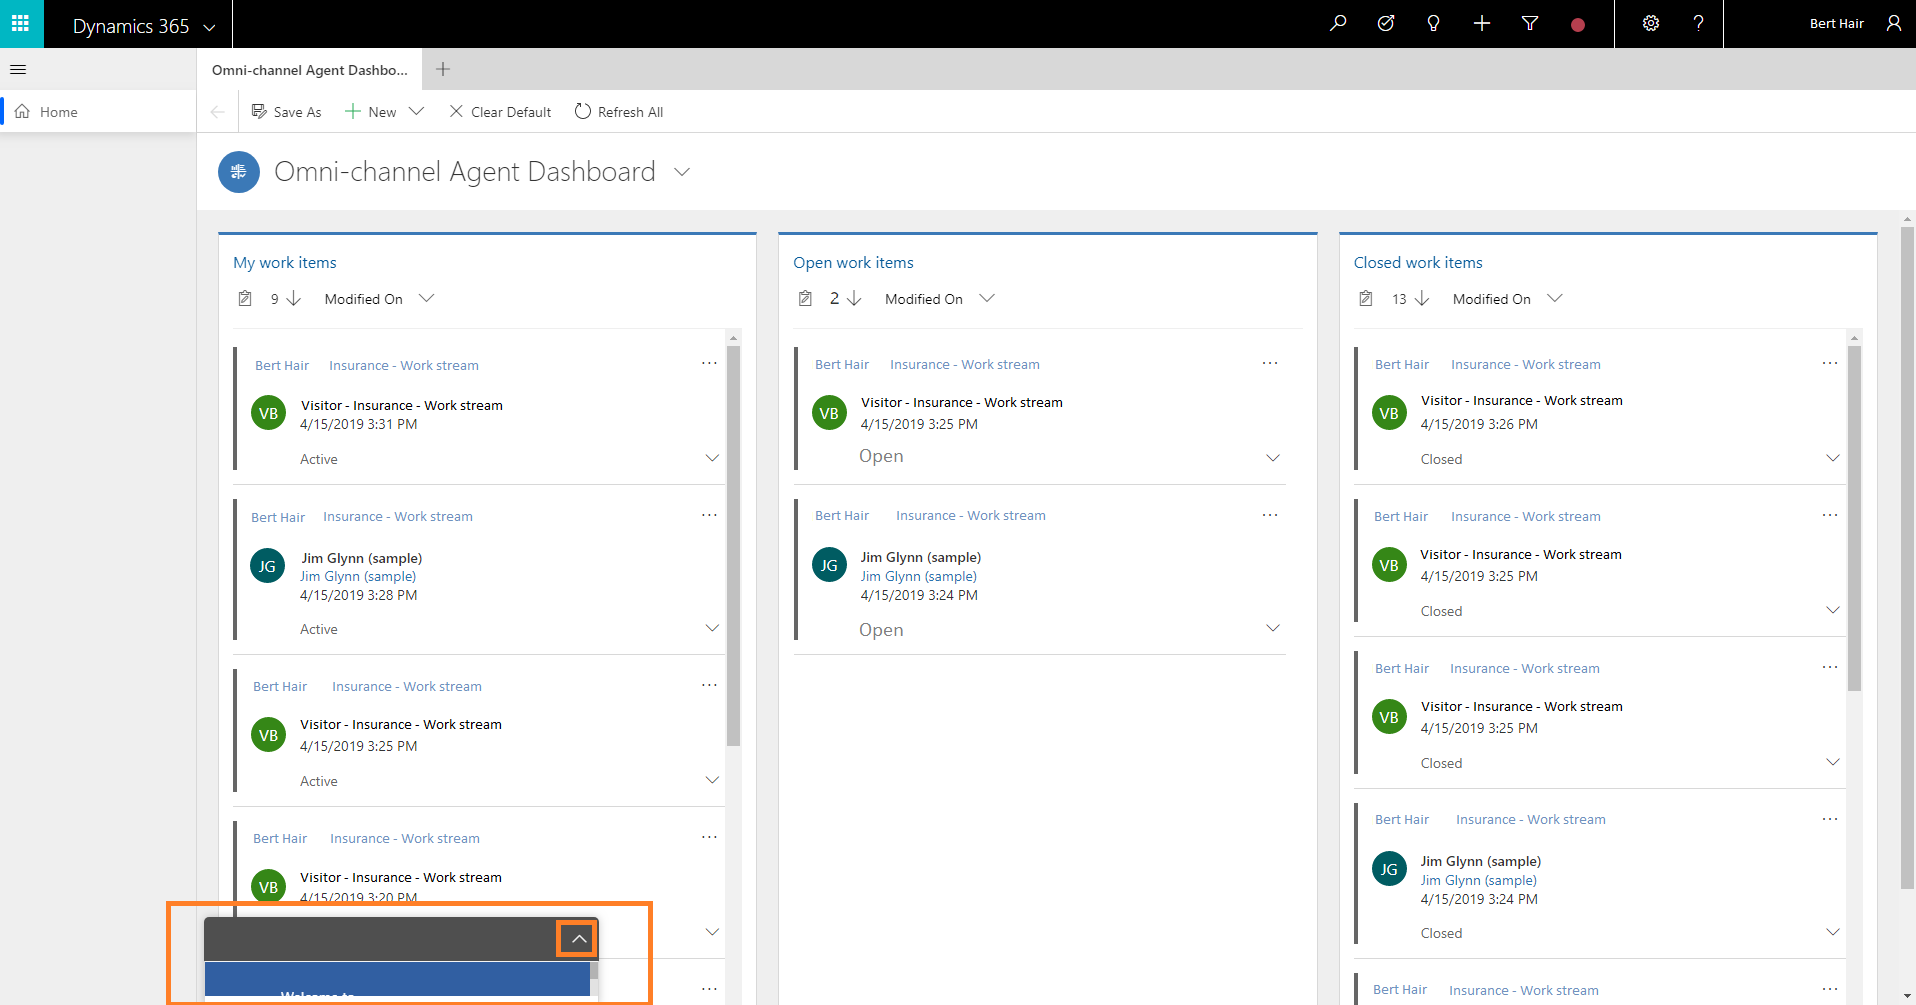 Dynamics 365
Bert Hair
Omni-channel Agent Dashbo...
Home
Save As
New
Clear Default
Refresh All
Omni-channel Agent Dashboard
My work items
9
Modified On
Bert Hair Insurance - Work stream
VB
Visitor - Insurance - Work stream
4/15/2019 3:31 PM
Active
Bert Hair Insurance - Work stream
JG
Jim Glynn (sample)
Jim Glynn (sample)
4/15/2019 3:28 PM
Active
Bert Hair Insurance - Work stream
VB
Visitor - Insurance - Work stream
4/15/2019 3:25 PM
Active
Bert Hair Insurance - Work stream
VB
Visitor - Insurance - Work stream
4/15/2019 3:20 PM
Welcome to
Open work items
2
Modified On
Bert Hair Insurance - Work stream
VB
Visitor - Insurance - Work stream
4/15/2019 3:25 PM
Open
Bert Hair Insurance - Work stream
JG
Jim Glynn (sample)
Jim Glynn (sample)
4/15/2019 3:24 PM
Open
Closed work items
13
Modified On
Bert Hair Insurance - Work stream
VB
Visitor - Insurance - Work stream
4/15/2019 3:26 PM
Closed
Bert Hair Insurance - Work stream
VB
Visitor - Insurance - Work stream
4/15/2019 3:25 PM
Closed
Bert Hair Insurance - Work stream
VB
Visitor - Insurance - Work stream
4/15/2019 3:25 PM
Closed
Bert Hair Insurance - Work stream
JG
Jim Glynn (sample)
Jim Glynn (sample)
4/15/2019 3:24 PM
Closed
Bert Hair Insurance - Work stream